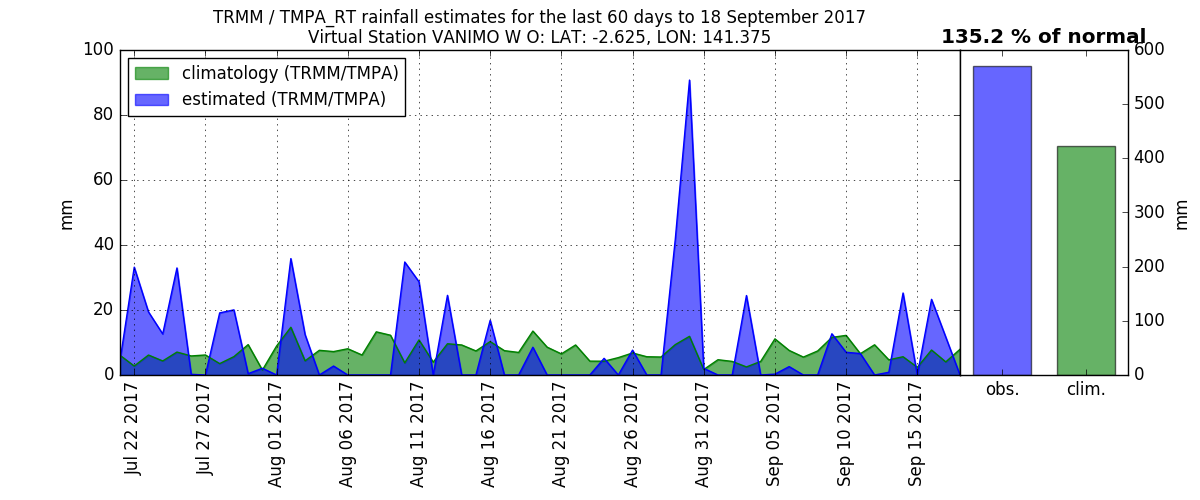 TRMM / TMPA_RT rainfall estimates for the last 60 days to 18 September 2017
Virtual Station VANIMO W O: LAT: -2.625, LON: 141.375
135.2 % of normal
climatology (TRMM/TMPA)
estimated (TRMM/TMPA)
100
80
60
40
20
0
mm
Jul 22 2017
Jul 27 2017
Aug 01 2017
Aug 06 2017
Aug 11 2017
Aug 16 2017
Aug 21 2017
Aug 26 2017
Aug 31 2017
Sep 05 2017
Sep 10 2017
Sep 15 2017
600
500
400
300
200
100
0
mm
obs.
clim.